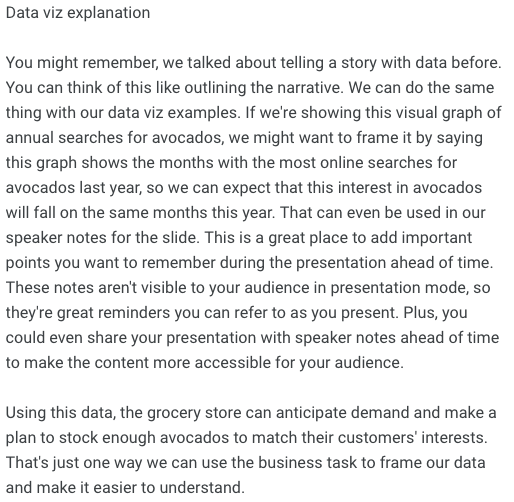 Data viz explanation
You might remember, we talked about telling a story with data before.
You can think of this like outlining the narrative. We can do the same
thing with our data viz examples. If we're showing this visual graph of
annual searches for avocados, we might want to frame it by saying
this graph shows the months with the most online searches for
avocados last year, so we can expect that this interest in avocados
will fall on the same months this year. That can even be used in our
speaker notes for the slide. This is a great place to add important
points you want to remember during the presentation ahead of time.
These notes aren't visible to your audience in presentation mode, so
they're great reminders you can refer to as you present. Plus, you
could even share your presentation with speaker notes ahead of time
to make the content more accessible for your audience.
Using this data, the grocery store can anticipate demand and make a
plan to stock enough avocados to match their customers' interests.
That's just one way we can use the business task to frame our data
and make it easier to understand.